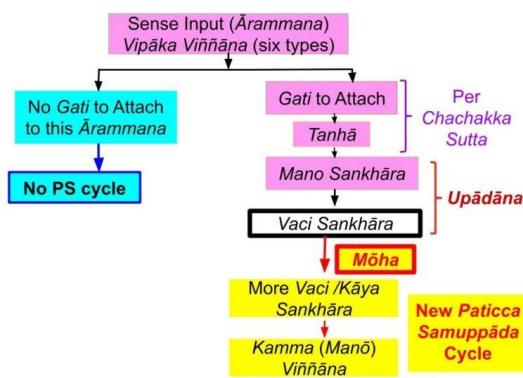 Sense Input (Ārammana)
Vipāka Viññāna (six types)
No Gati to Attach
to this Ārammana
No PS cycle
Gati to Attach
Tanhā
Per
Chachakka
Sutta
Mano Sankhāra
Vaci Sankhāra
Upādāna
Mōha
More Vaci /Kāya
Sankhāra
Kamma (Manō)
Viññāna
New Paticca
Samuppāda
Cycle